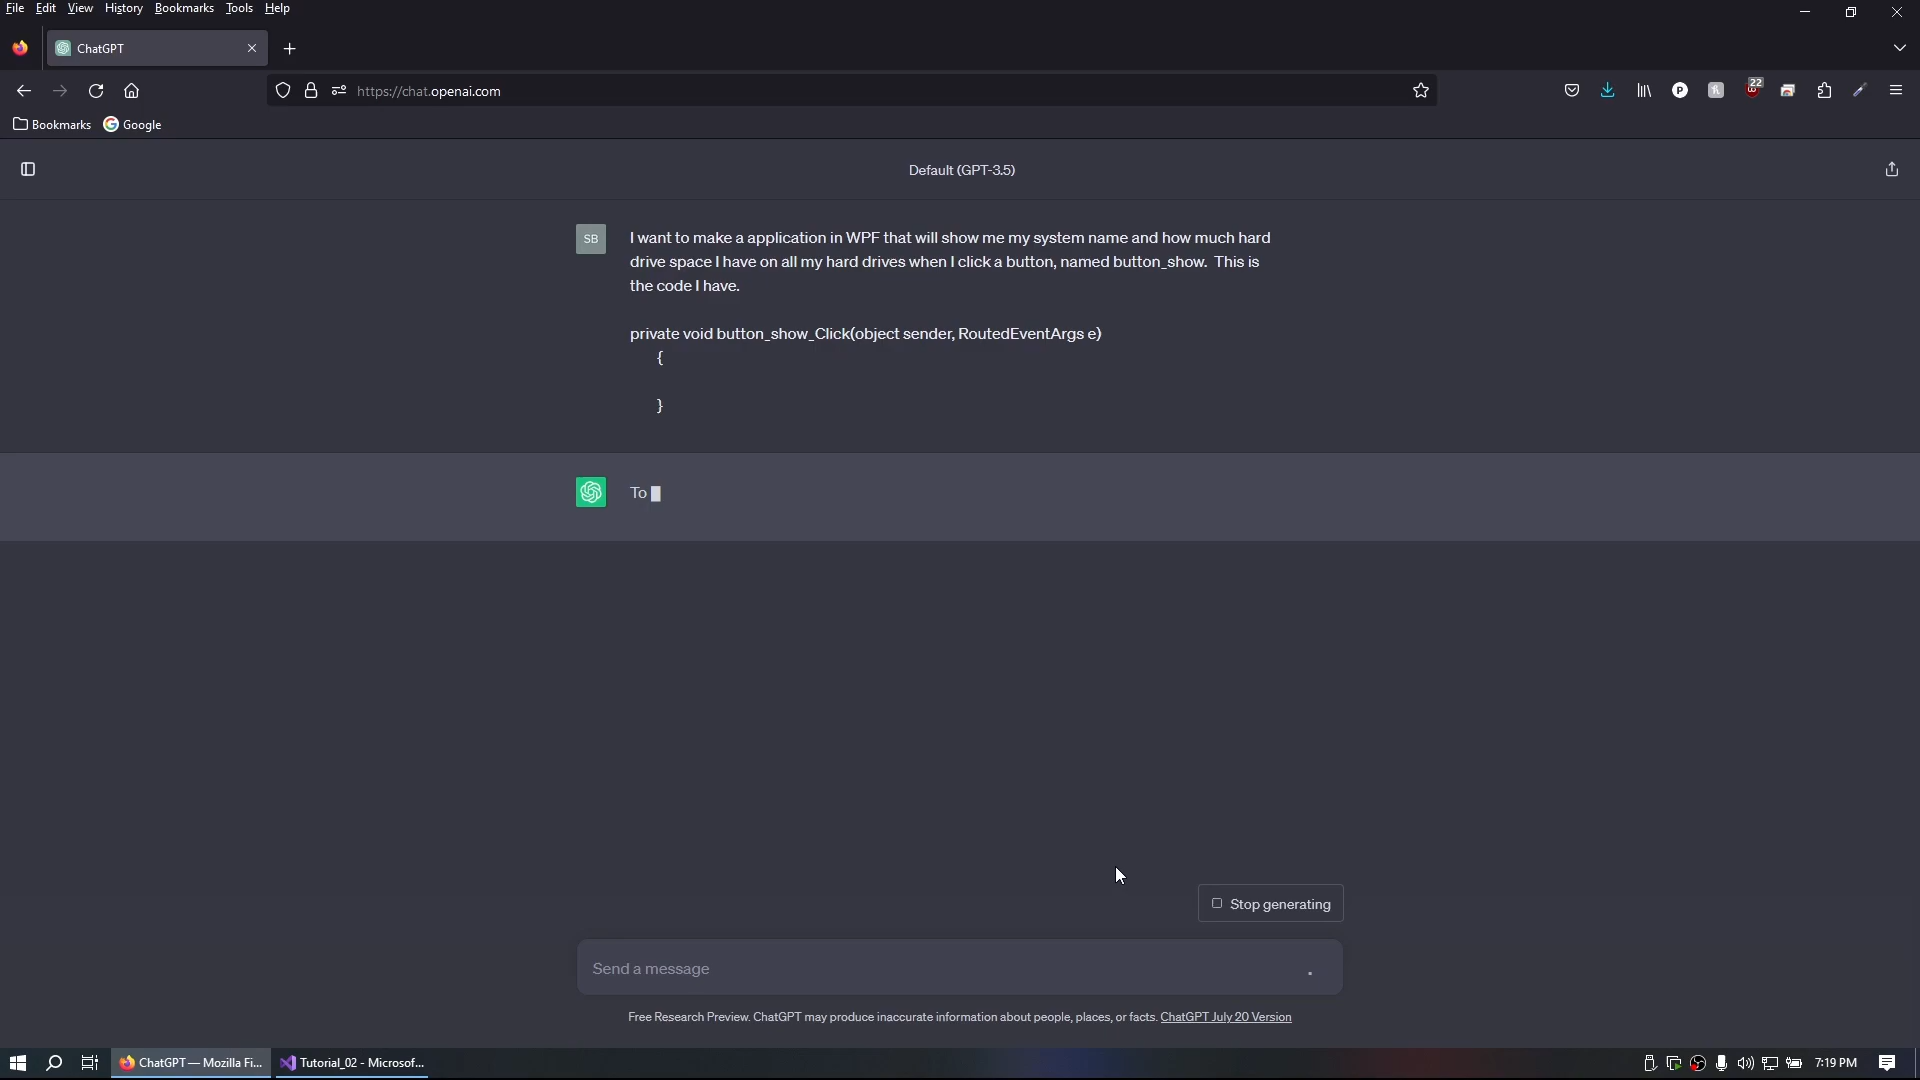 File Edit View History Bookmarks Tools Help
ChatGPT
https://chat.openai.com
22
Bookmarks Google
Default (GPT-3.5)
SB
I want to make a application in WPF that will show me my system name and how much hard
drive space I have on all my hard drives when I click a button, named button_show.  This is
the code I have.
private void button_show_Click(object sender, RoutedEventArgs e)
{
}
To
Stop generating
Send a message
Free Research Preview. ChatGPT may produce inaccurate information about people, places, or facts. ChatGPT July 20 Version
ChatGPT — Mozilla Fi... Tutorial_02 - Microsof... 7:19 PM